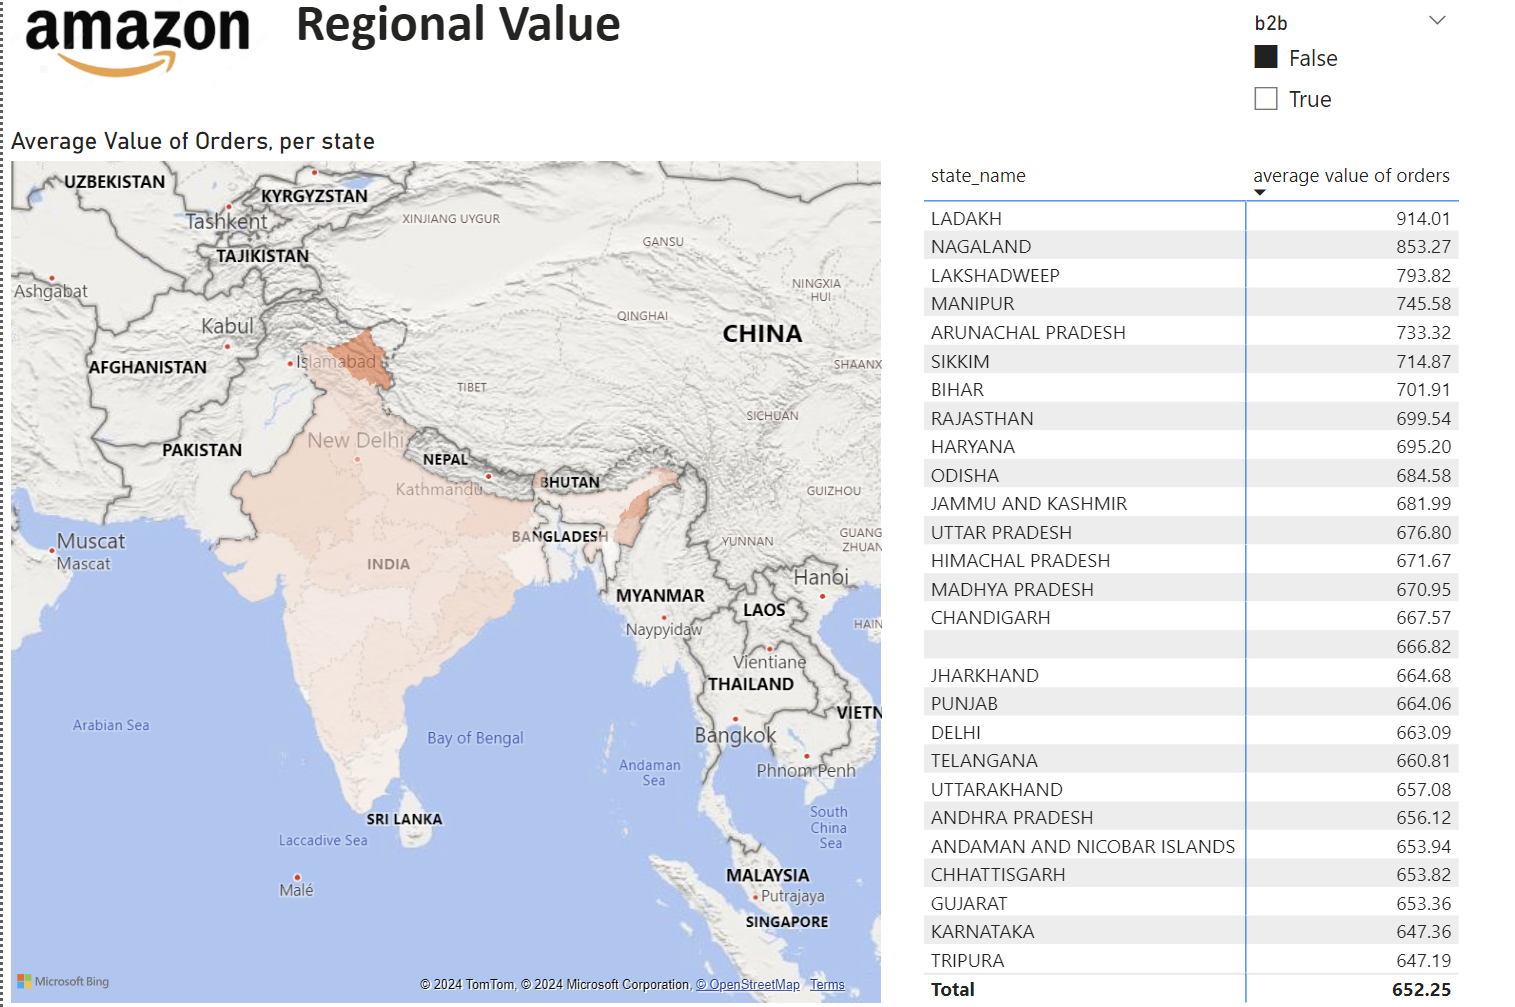 amazon
Regional Value
b2b
False
True
Average Value of Orders, per state
UZBEKISTAN
KYRGYZSTAN
Tashkent
XINJIANG UYGUR
GANSU
TAJIKISTAN
Ashgabat
NINGXIA
HUI
QINGHAI
Kabul
CHINA
Islamabad
AFGHANISTAN
SHAANX
TIBET
SICHUAN
New Delhi
PAKISTAN
NEPAL
BHUTAN
Kathmandu
GUIZHOU
BANGLADESH
Muscat
Mascat
YUNNAN
GUANG
ZHUAN
INDIA
Hanoi
MYANMAR
LAOS
Naypyidaw
HAIN
Vientiane
THAILAND
VIETN
Arabian Sea
Bay of Bengal
Bangkok
Andaman
Sea
Phnom Penh
SRI LANKA
South
China
Sea
Laccadive Sea
MALAYSIA
Malé
Putrajaya
SINGAPORE
Microsoft Bing
© 2024 TomTom, © 2024 Microsoft Corporation, © OpenStreetMap Terms
state_name average value of orders
LADAKH 914.01
NAGALAND 853.27
LAKSHADWEEP 793.82
MANIPUR 745.58
ARUNACHAL PRADESH 733.32
SIKKIM 714.87
BIHAR 701.91
RAJASTHAN 699.54
HARYANA 695.20
ODISHA 684.58
JAMMU AND KASHMIR 681.99
UTTAR PRADESH 676.80
HIMACHAL PRADESH 671.67
MADHYA PRADESH 670.95
CHANDIGARH 667.57
666.82
JHARKHAND 664.68
PUNJAB 664.06
DELHI 663.09
TELANGANA 660.81
UTTARAKHAND 657.08
ANDHRA PRADESH 656.12
ANDAMAN AND NICOBAR ISLANDS 653.94
CHHATTISGARH 653.82
GUJARAT 653.36
KARNATAKA 647.36
TRIPURA 647.19
Total 652.25